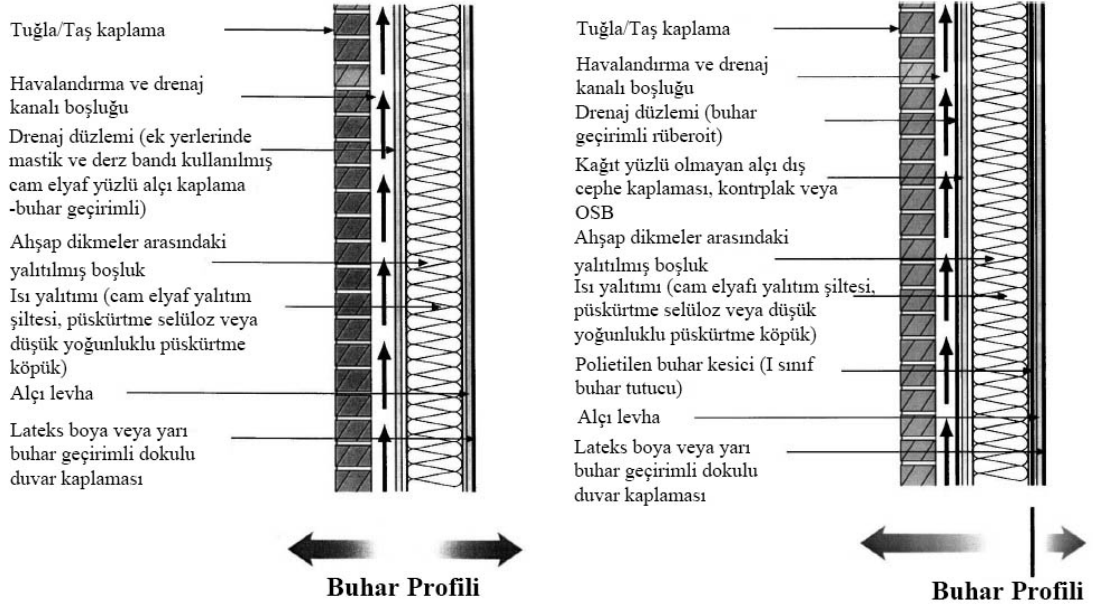 Tuğla/Taş kaplama
Havalandırma ve drenaj
kanalı boşluğu
Drenaj düzlemi (ek yerlerinde
mastik ve derz bandı kullanılmış
cam elyaf yüzlü alçı kaplama
-buhar geçirimli)
Ahşap dikmeler arasındaki
yalıtılmış boşluk
Isı yalıtımı (cam elyaf yalıtım
şiltesi, püskürtme selüloz veya
düşük yoğunluklu püskürtme
köpük)
Alçı levha
Lateks boya veya yarı
buhar geçirimli dokulu
duvar kaplaması
Buhar Profili
Tuğla/Taş kaplama
Havalandırma ve drenaj
kanalı boşluğu
Drenaj düzlemi (buhar
geçirimli rüberoit)
Kağıt yüzlü olmayan alçı dış
cephe kaplaması, kontrplak veya
OSB
Ahşap dikmeler arasındaki
yalıtılmış boşluk
Isı yalıtımı (cam elyafı yalıtım şiltesi,
püskürtme selüloz veya düşük
yoğunluklu püskürtme köpük)
Polietilen buhar kesici (I sınıf
buhar tutucu)
Alçı levha
Lateks boya veya yarı
buhar geçirimli dokulu
duvar kaplaması
Buhar Profili